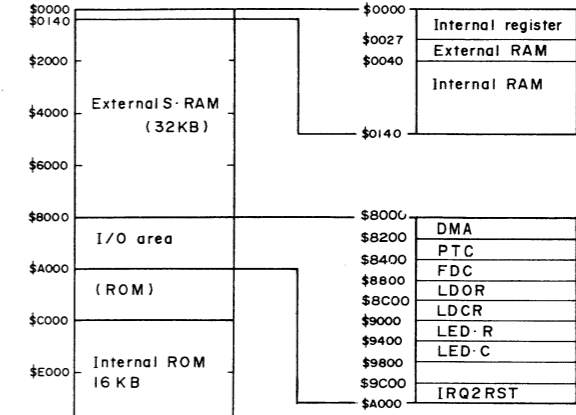 $0000
$0140
$2000
External S·RAM
$4000
(32KB)
$6000
$8000
I/O area
$A000
(ROM)
$C000
Internal ROM
$E000
16KB
$0000
Internal register
$0027
External RAM
$0040
Internal RAM
$0140
$8000
DMA
$8200
PTC
$8400
FDC
$8800
LDOR
$8C00
LDCR
$9000
LED·R
$9400
LED·C
$9800
$9C00
IRQ2RST
$A000